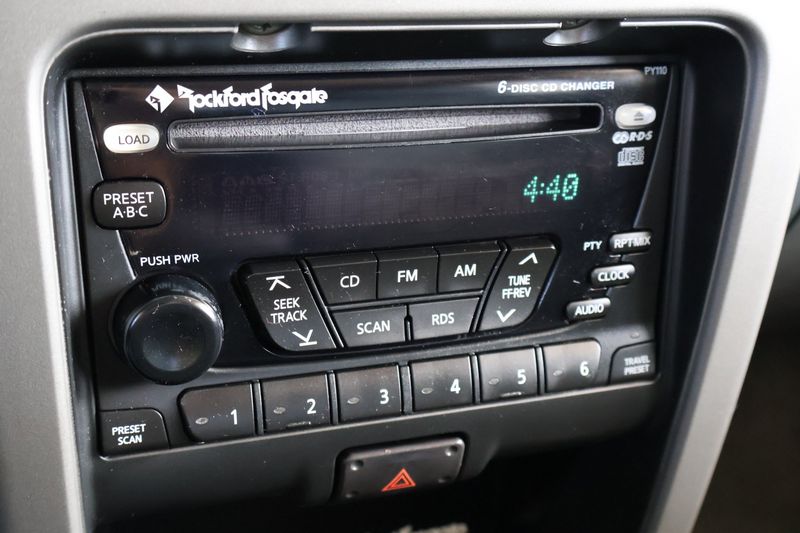 PY110
Rockford Fosgate
6-DISC CD CHANGER
LOAD
R·D·S
disc
PRESET
A·B·C
4:40
PTY
RPT/MIX
PUSH PWR
CLOCK
AUDIO
SEEK
TRACK
CD
FM
AM
TUNE
FF·REV
SCAN
RDS
1
2
3
4
5
6
TRAVEL
PRESET
PRESET
SCAN